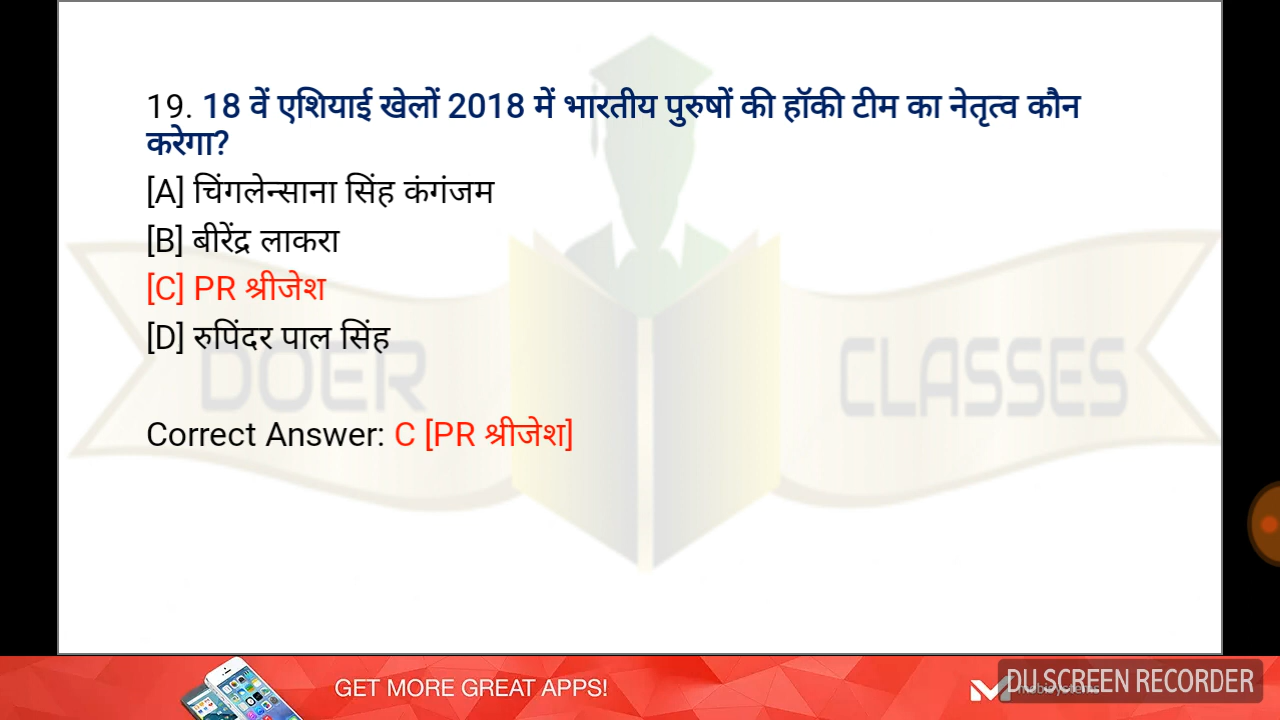 19. 18 वें एशियाई खेलों 2018 में भारतीय पुरुषों की हॉकी टीम का नेतृत्व कौन
करेगा?
[A] चिंगलेन्साना सिंह कंगंजम
[B] बीरेंद्र लाकरा
[C] PR श्रीजेश
[D] रुपिंदर पाल सिंह
DOER CLASSES
Correct Answer: C [PR श्रीजेश]
GET MORE GREAT APPS!
DU SCREEN RECORDER